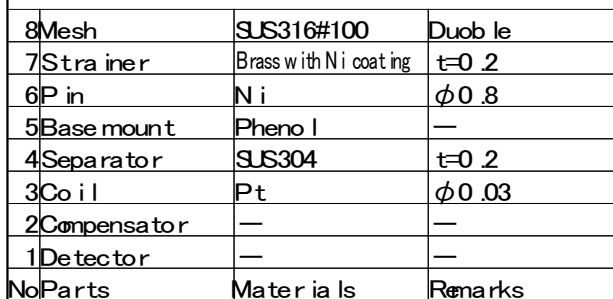 8 Mesh SUS316#100 Duoble
7 Strainer Brass with Ni coating t=0.2
6 Pin Ni φ0.8
5 Base mount Phenol —
4 Separator SUS304 t=0.2
3 Coil Pt φ0.03
2 Compensator — —
1 Detector — —
No Parts Materials Remarks